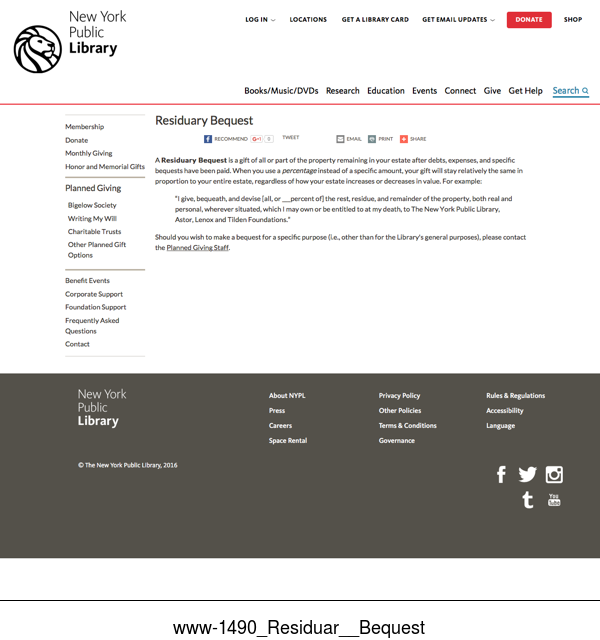 New York
Public
Library
LOG IN
LOCATIONS
GET A LIBRARY CARD
GET EMAIL UPDATES
DONATE
SHOP
Books/Music/DVDs Research Education Events Connect Give Get Help Search
Membership
Donate
Monthly Giving
Honor and Memorial Gifts
Planned Giving
Bigelow Society
Writing My Will
Charitable Trusts
Other Planned Gift
Options
Benefit Events
Corporate Support
Foundation Support
Frequently Asked
Questions
Contact
Residuary Bequest
RECOMMEND G+1 0 TWEET EMAIL PRINT SHARE
A Residuary Bequest is a gift of all or part of the property remaining in your estate after debts, expenses, and specific
bequests have been paid. When you use a percentage instead of a specific amount, your gift will stay relatively the same in
proportion to your entire estate, regardless of how your estate increases or decreases in value. For example:
"I give, bequeath, and devise [all, or ___percent of] the rest, residue, and remainder of the property, both real and
personal, wherever situated, which I may own or be entitled to at my death, to The New York Public Library,
Astor, Lenox and Tilden Foundations."
Should you wish to make a bequest for a specific purpose (i.e., other than for the Library's general purposes), please contact
the Planned Giving Staff.
New York
Public
Library
About NYPL
Press
Careers
Space Rental
Privacy Policy
Other Policies
Terms & Conditions
Governance
Rules & Regulations
Accessibility
Language
© The New York Public Library, 2016
You
Tube
www-1490_Residuar__Bequest